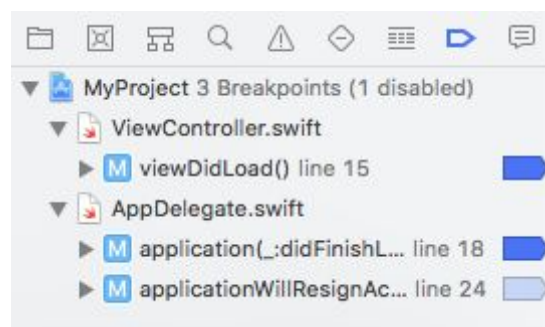 MyProject 3 Breakpoints (1 disabled)
ViewController.swift
M viewDidLoad() line 15
AppDelegate.swift
M application(_:didFinishL... line 18
M applicationWillResignAc... line 24